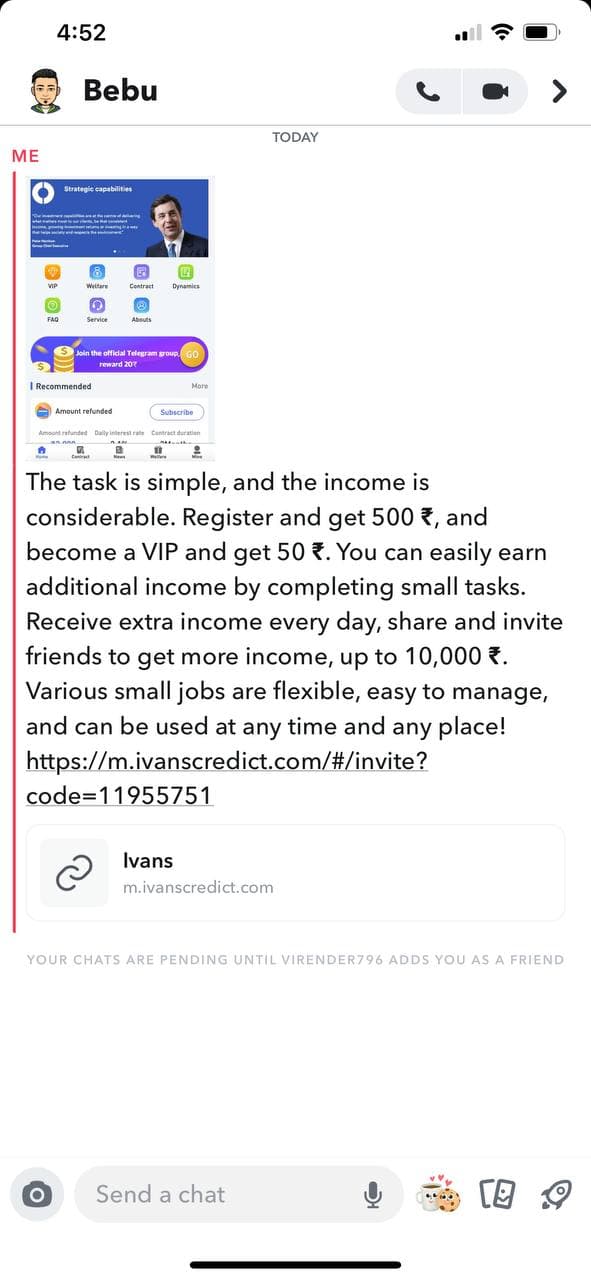 4:52
Bebu
TODAY
ME
Strategic capabilities
"Our investment capabilities are at the centre of delivering
what matters most to our clients, be that consistent
income, growing investment returns or investing in a way
that helps society and respects the environment."
Peter Harrison
Group Chief Executive
VIP
Welfare
Contract
Dynamics
FAQ
Service
Abouts
Join the official Telegram group,
reward 20₹
GO
Recommended
More
Amount refunded
Subscribe
Amount refunded Daily interest rate Contract duration
Home
Contract
News
Welfare
Mine
The task is simple, and the income is
considerable. Register and get 500 ₹, and
become a VIP and get 50 ₹. You can easily earn
additional income by completing small tasks.
Receive extra income every day, share and invite
friends to get more income, up to 10,000 ₹.
Various small jobs are flexible, easy to manage,
and can be used at any time and any place!
https://m.ivanscredict.com/#/invite?
code=11955751
Ivans
m.ivanscredict.com
YOUR CHATS ARE PENDING UNTIL VIRENDER796 ADDS YOU AS A FRIEND
Send a chat